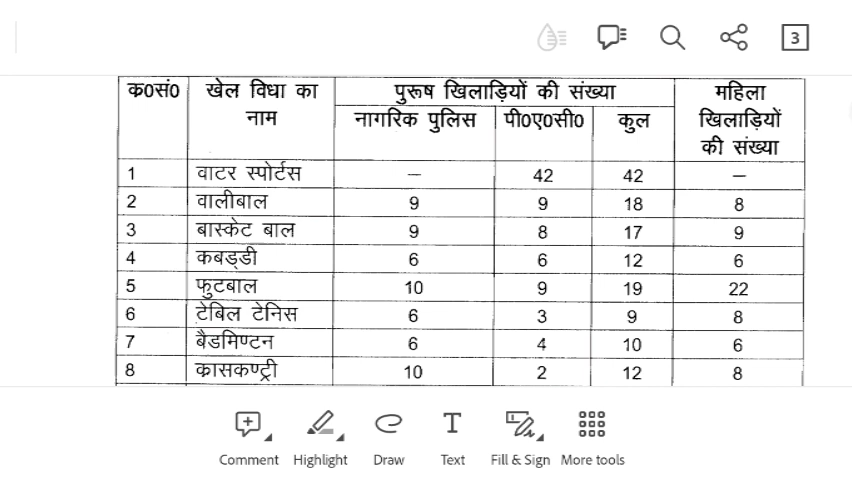 3
क0सं0 खेल विधा का नाम पुरूष खिलाड़ियों की संख्या महिला खिलाड़ियों की संख्या
नागरिक पुलिस पी0ए0सी0 कुल
1 वाटर स्पोर्टस – 42 42 –
2 वालीबाल 9 9 18 8
3 बास्केट बाल 9 8 17 9
4 कबड्डी 6 6 12 6
5 फुटबाल 10 9 19 22
6 टेबिल टेनिस 6 3 9 8
7 बैडमिण्टन 6 4 10 6
8 क्रासकण्ट्री 10 2 12 8
Comment Highlight Draw Text Fill & Sign More tools